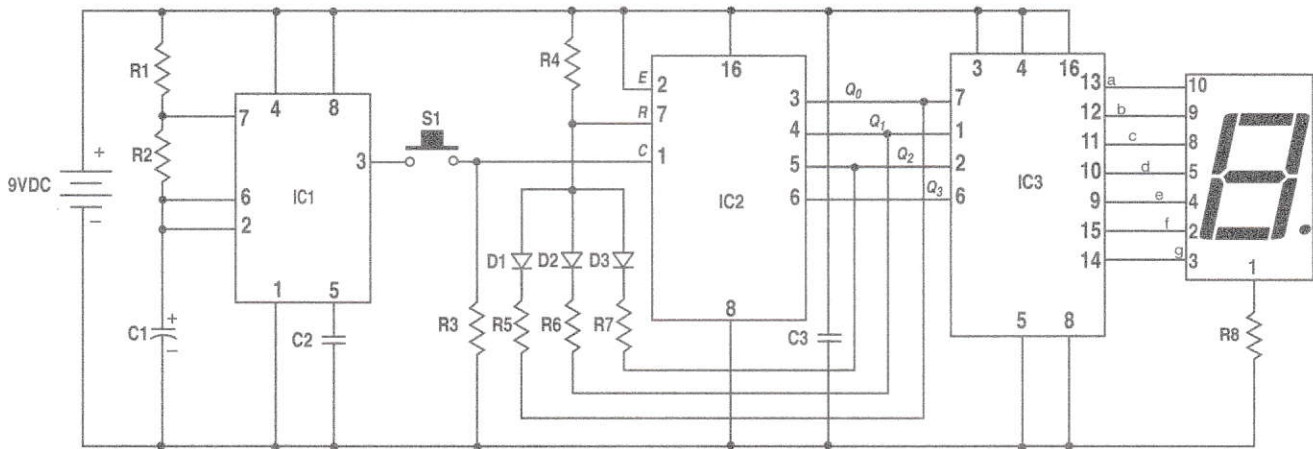 9VDC
+
−
R1
R2
7
6
2
4
8
3
1
5
IC1
C1
+
−
C2
S1
R3
R4
D1
D2
D3
R5
R6
R7
E
R
C
2
7
1
16
3
4
5
6
8
IC2
Q0
Q1
Q2
Q3
C3
3
4
16
7
1
2
6
IC3
13
12
11
10
9
15
14
5
8
a
b
c
d
e
f
g
10
9
8
5
4
2
3
1
R8